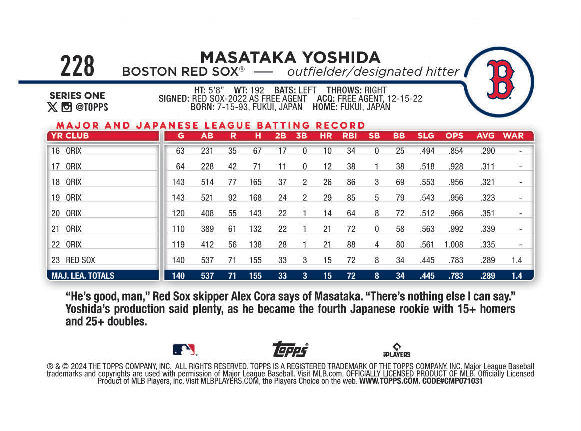 228
MASATAKA YOSHIDA
BOSTON RED SOX® — outfielder/designated hitter
SERIES ONE
@TOPPS
HT: 5'8" WT: 192 BATS: LEFT THROWS: RIGHT
SIGNED: RED SOX-2022 AS FREE AGENT ACQ: FREE AGENT, 12-15-22
BORN: 7-15-93, FUKUI, JAPAN HOME: FUKUI, JAPAN
B
MAJOR AND JAPANESE LEAGUE BATTING RECORD
YR CLUB G AB R H 2B 3B HR RBI SB BB SLG OPS AVG WAR
16 ORIX 63 231 35 67 17 0 10 34 0 25 .494 .854 .290 -
17 ORIX 64 228 42 71 11 0 12 38 1 38 .518 .928 .311 -
18 ORIX 143 514 77 165 37 2 26 86 3 69 .553 .956 .321 -
19 ORIX 143 521 92 168 24 2 29 85 5 79 .543 .956 .323 -
20 ORIX 120 408 55 143 22 1 14 64 8 72 .512 .966 .351 -
21 ORIX 110 389 61 132 22 1 21 72 0 58 .563 .992 .339 -
22 ORIX 119 412 56 138 28 1 21 88 4 80 .561 1.008 .335 -
23 RED SOX 140 537 71 155 33 3 15 72 8 34 .445 .783 .289 1.4
MAJ. LEA. TOTALS 140 537 71 155 33 3 15 72 8 34 .445 .783 .289 1.4
“He’s good, man,” Red Sox skipper Alex Cora says of Masataka. “There’s nothing else I can say.”
Yoshida’s production said plenty, as he became the fourth Japanese rookie with 15+ homers
and 25+ doubles.
Topps
PLAYERS
® & © 2024 THE TOPPS COMPANY, INC. ALL RIGHTS RESERVED. TOPPS IS A REGISTERED TRADEMARK OF THE TOPPS COMPANY, INC. Major League Baseball
trademarks and copyrights are used with permission of Major League Baseball. Visit MLB.com. OFFICIALLY LICENSED PRODUCT OF MLB. Officially Licensed
Product of MLB Players, Inc. Visit MLBPLAYERS.COM, the Players Choice on the web. WWW.TOPPS.COM. CODE#CMP071031